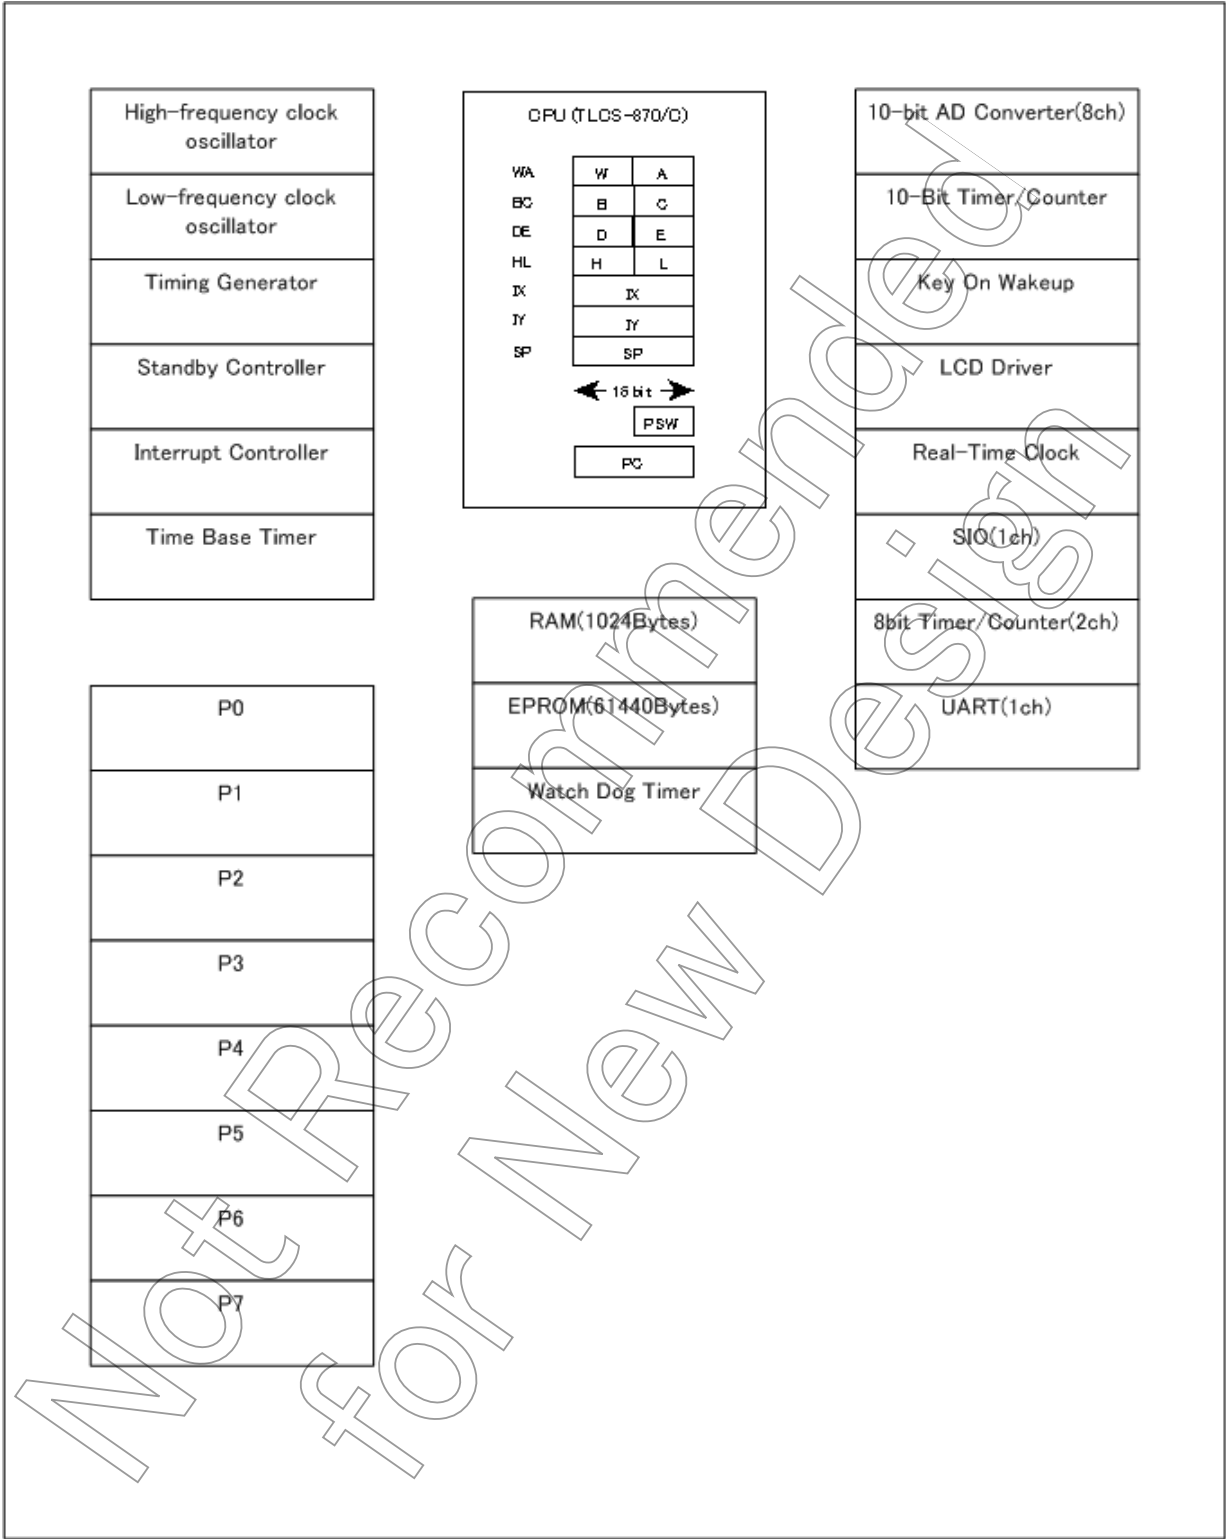 High-frequency clock
oscillator
Low-frequency clock
oscillator
Timing Generator
Standby Controller
Interrupt Controller
Time Base Timer
CPU (TLCS-870/C)
WA W A
BC B C
DE D E
HL H L
IX IX
IY IY
SP SP
16 bit
PSW
PC
10-bit AD Converter(8ch)
10-Bit Timer/Counter
Key On Wakeup
LCD Driver
Real-Time Clock
SIO(1ch)
8bit Timer/Counter(2ch)
UART(1ch)
RAM(1024Bytes)
EPROM(61440Bytes)
Watch Dog Timer
P0
P1
P2
P3
P4
P5
P6
P7
Not Recommended
for New Design